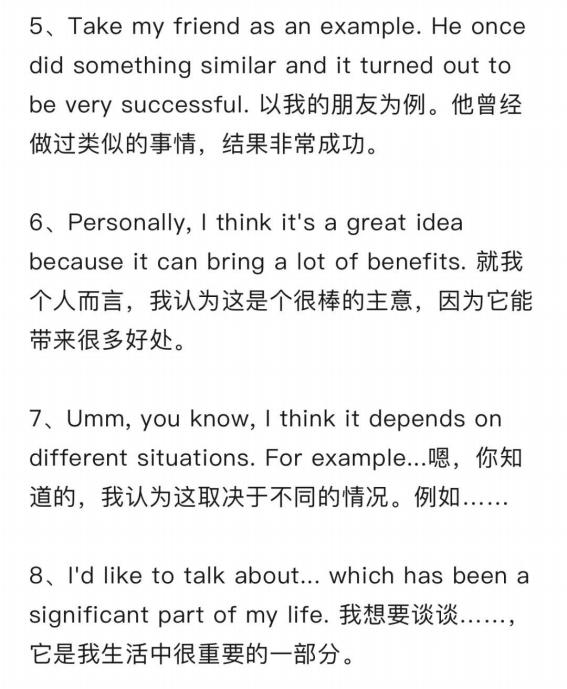 5、Take my friend as an example. He once
did something similar and it turned out to
be very successful. 以我的朋友为例。他曾经
做过类似的事情，结果非常成功。
6、Personally, I think it's a great idea
because it can bring a lot of benefits. 就我
个人而言，我认为这是个很棒的主意，因为它能
带来很多好处。
7、Umm, you know, I think it depends on
different situations. For example...嗯，你知
道的，我认为这取决于不同的情况。例如……
8、I'd like to talk about... which has been a
significant part of my life. 我想要谈谈……，
它是我生活中很重要的一部分。